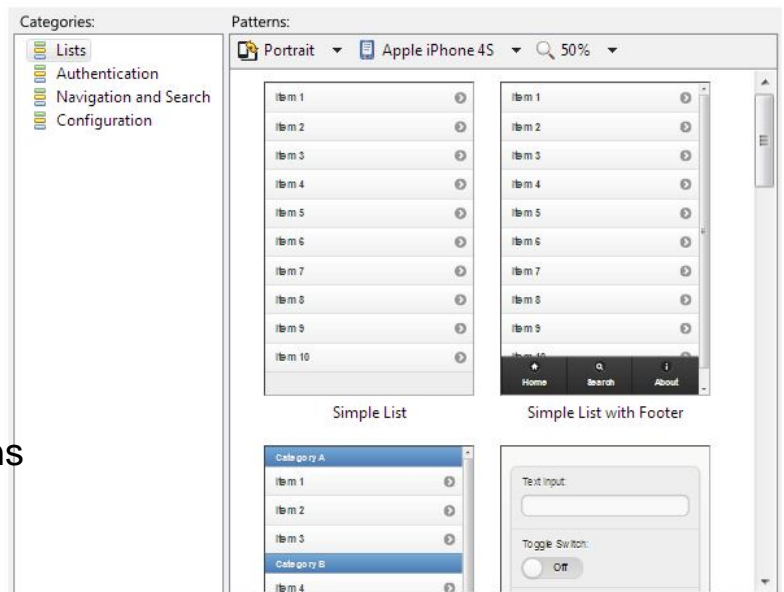 Categories:
Lists
Authentication
Navigation and Search
Configuration
Patterns:
Portrait Apple iPhone 4S 50%
Item 1
Item 2
Item 3
Item 4
Item 5
Item 6
Item 7
Item 8
Item 9
Item 10
Simple List
Item 1
Item 2
Item 3
Item 4
Item 5
Item 6
Item 7
Item 8
Item 9
Item 10
Home Search About
Simple List with Footer
Category A
Item 1
Item 2
Item 3
Category B
Item 4
Text Input:
Toggle Switch:
Off